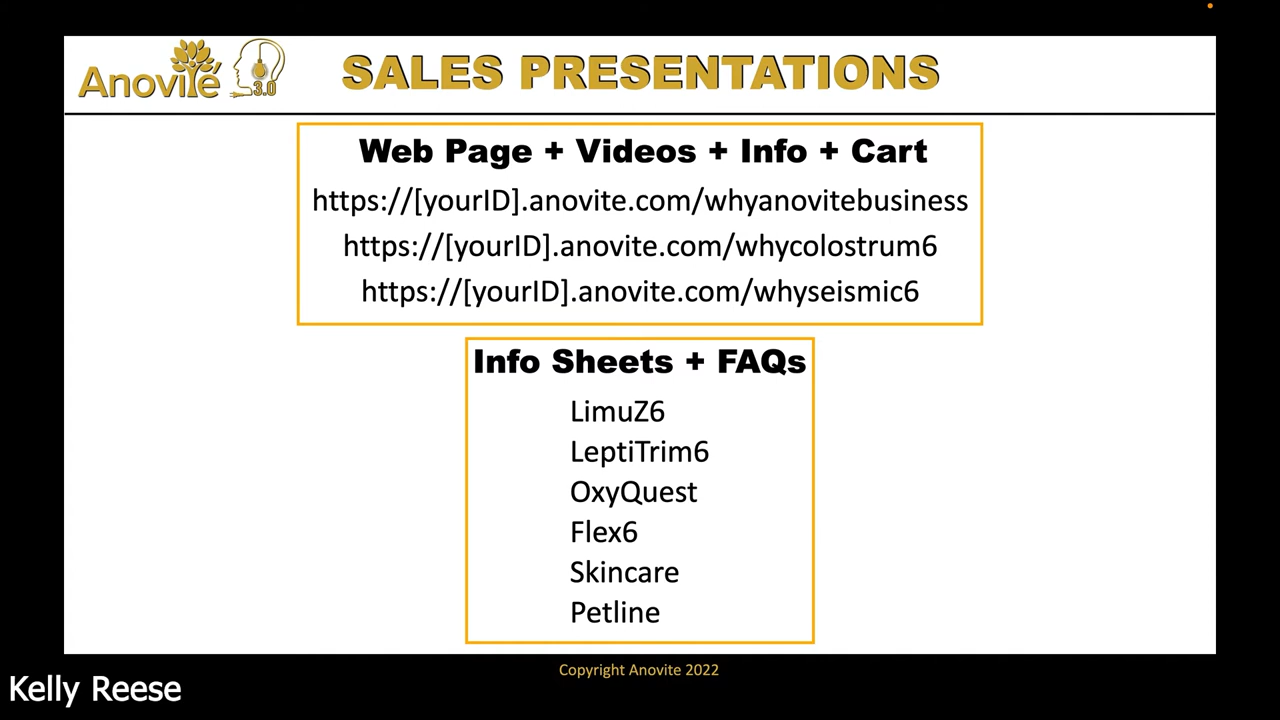 Anovite
3.0
SALES PRESENTATIONS
Web Page + Videos + Info + Cart
https://[yourID].anovite.com/whyanovitebusiness
https://[yourID].anovite.com/whycolostrum6
https://[yourID].anovite.com/whyseismic6
Info Sheets + FAQs
LimuZ6
LeptiTrim6
OxyQuest
Flex6
Skincare
Petline
Copyright Anovite 2022
Kelly Reese